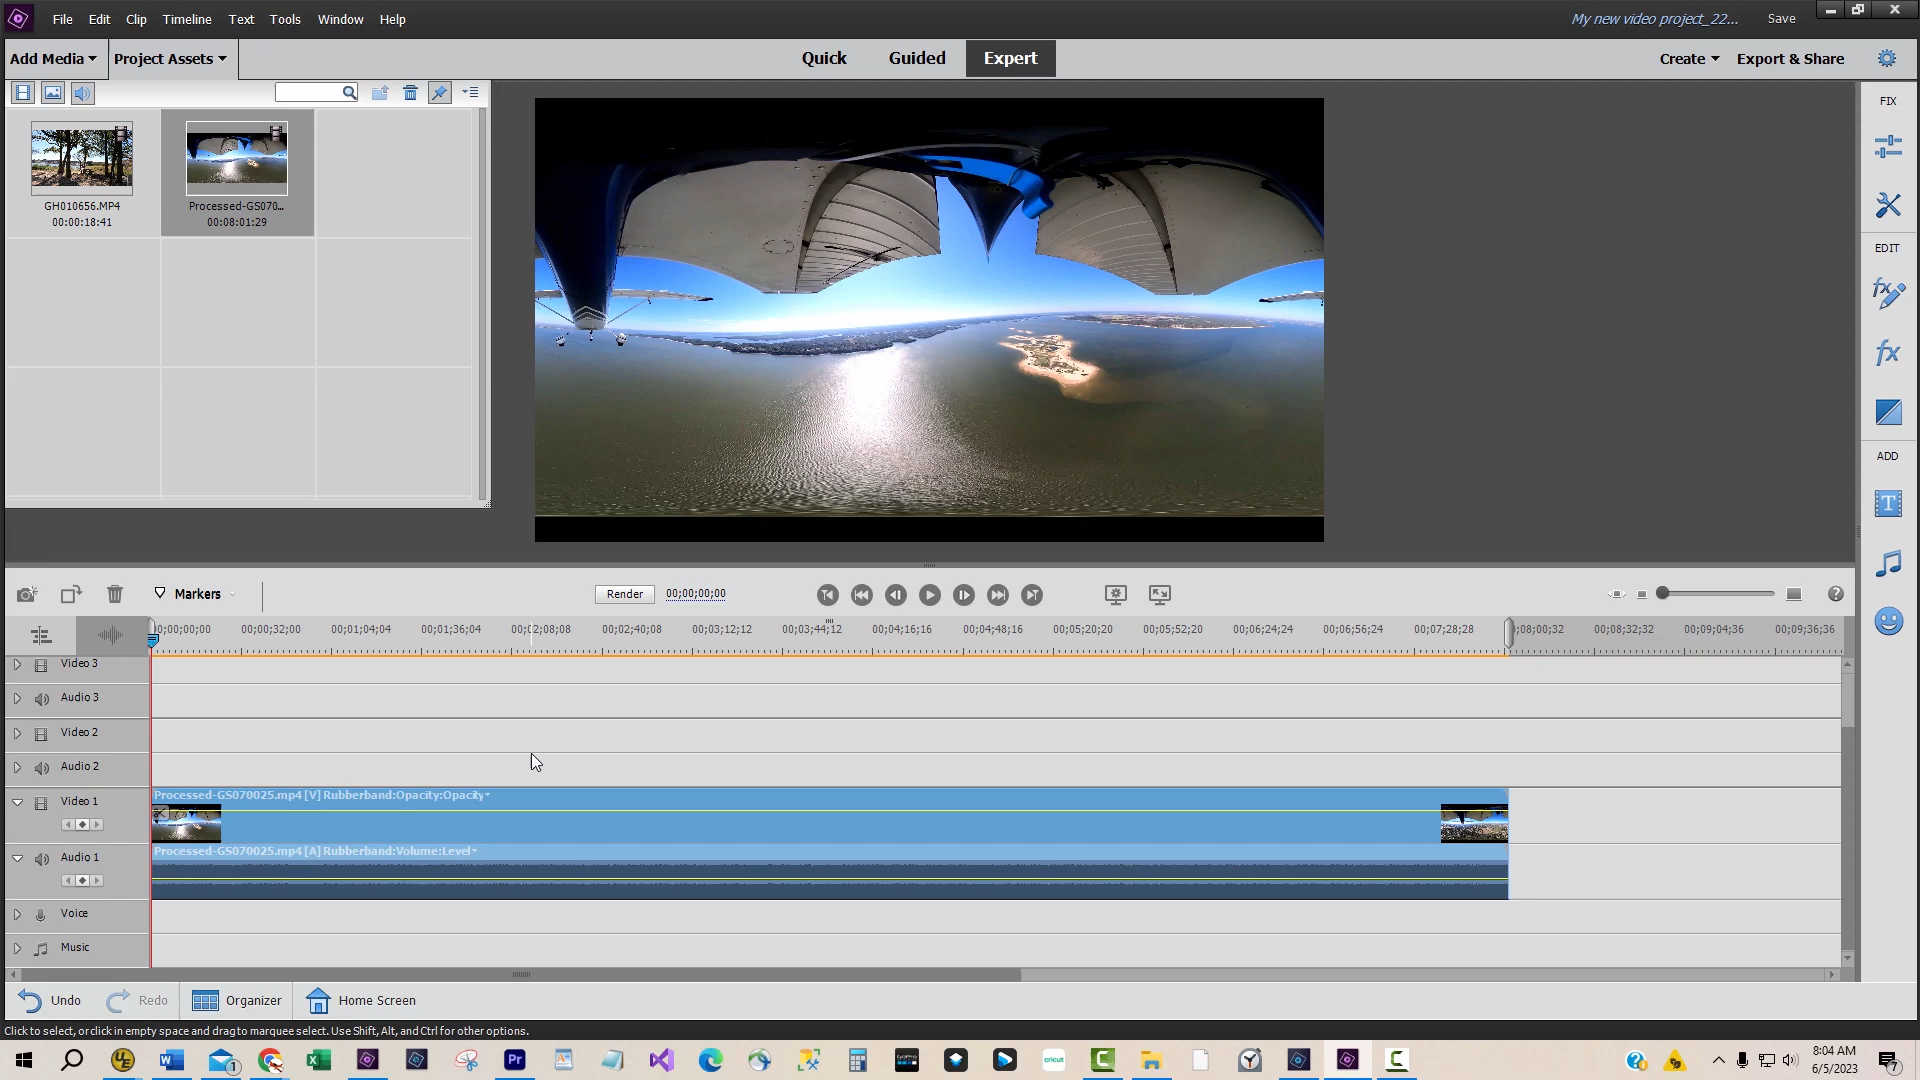 File Edit Clip Timeline Text Tools Window Help
My new video project_22... Save
Add Media Project Assets
Quick Guided Expert
Create Export & Share
FIX
GH010656.MP4
00:00:18:41
Processed-GS070...
00:08:01:29
EDIT
fx
fx
ADD
T
Markers
Render 00;00;00;00
?
0;00;00;00 00;00;32;00 00;01;04;04 00;01;36;04 00;02;08;08 00;02;40;08 00;03;12;12 00;03;44;12 00;04;16;16 00;04;48;16 00;05;20;20 00;05;52;20 00;06;24;24 00;06;56;24 00;07;28;28 ;08;00;32 00;08;32;32 00;09;04;36 00;09;36;36
Video 3
Audio 3
Video 2
Audio 2
Video 1
Processed-GS070025.mp4 [V] Rubberband:Opacity:Opacity
Audio 1
Processed-GS070025.mp4 [A] Rubberband:Volume:Level
Voice
Music
Undo Redo Organizer Home Screen
Click to select, or click in empty space and drag to marquee select. Use Shift, Alt, and Ctrl for other options.
UE
W
1
X
Pr
GoPro
cricut
C
C
8:04 AM
6/5/2023
7